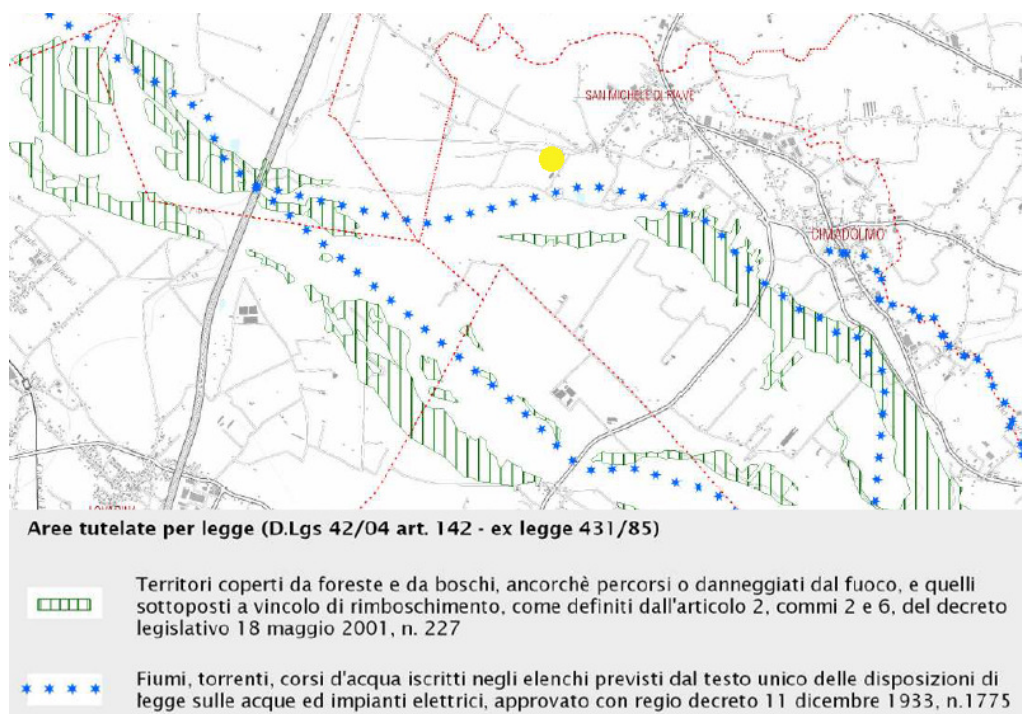 SAN MICHELE DI PIAVE
CIMADOLMO
Aree tutelate per legge (D.Lgs 42/04 art. 142 - ex legge 431/85)
Territori coperti da foreste e da boschi, ancorchè percorsi o danneggiati dal fuoco, e quelli
sottoposti a vincolo di rimboschimento, come definiti dall'articolo 2, commi 2 e 6, del decreto
legislativo 18 maggio 2001, n. 227
Fiumi, torrenti, corsi d'acqua iscritti negli elenchi previsti dal testo unico delle disposizioni di
legge sulle acque ed impianti elettrici, approvato con regio decreto 11 dicembre 1933, n.1775